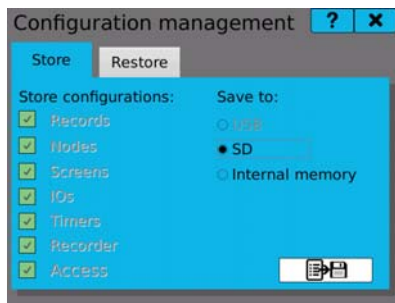 Configuration management ? X
Store Restore
Store configurations:
Records
Nodes
Screens
IOs
Timers
Recorder
Access
Save to:
USB
SD
Internal memory